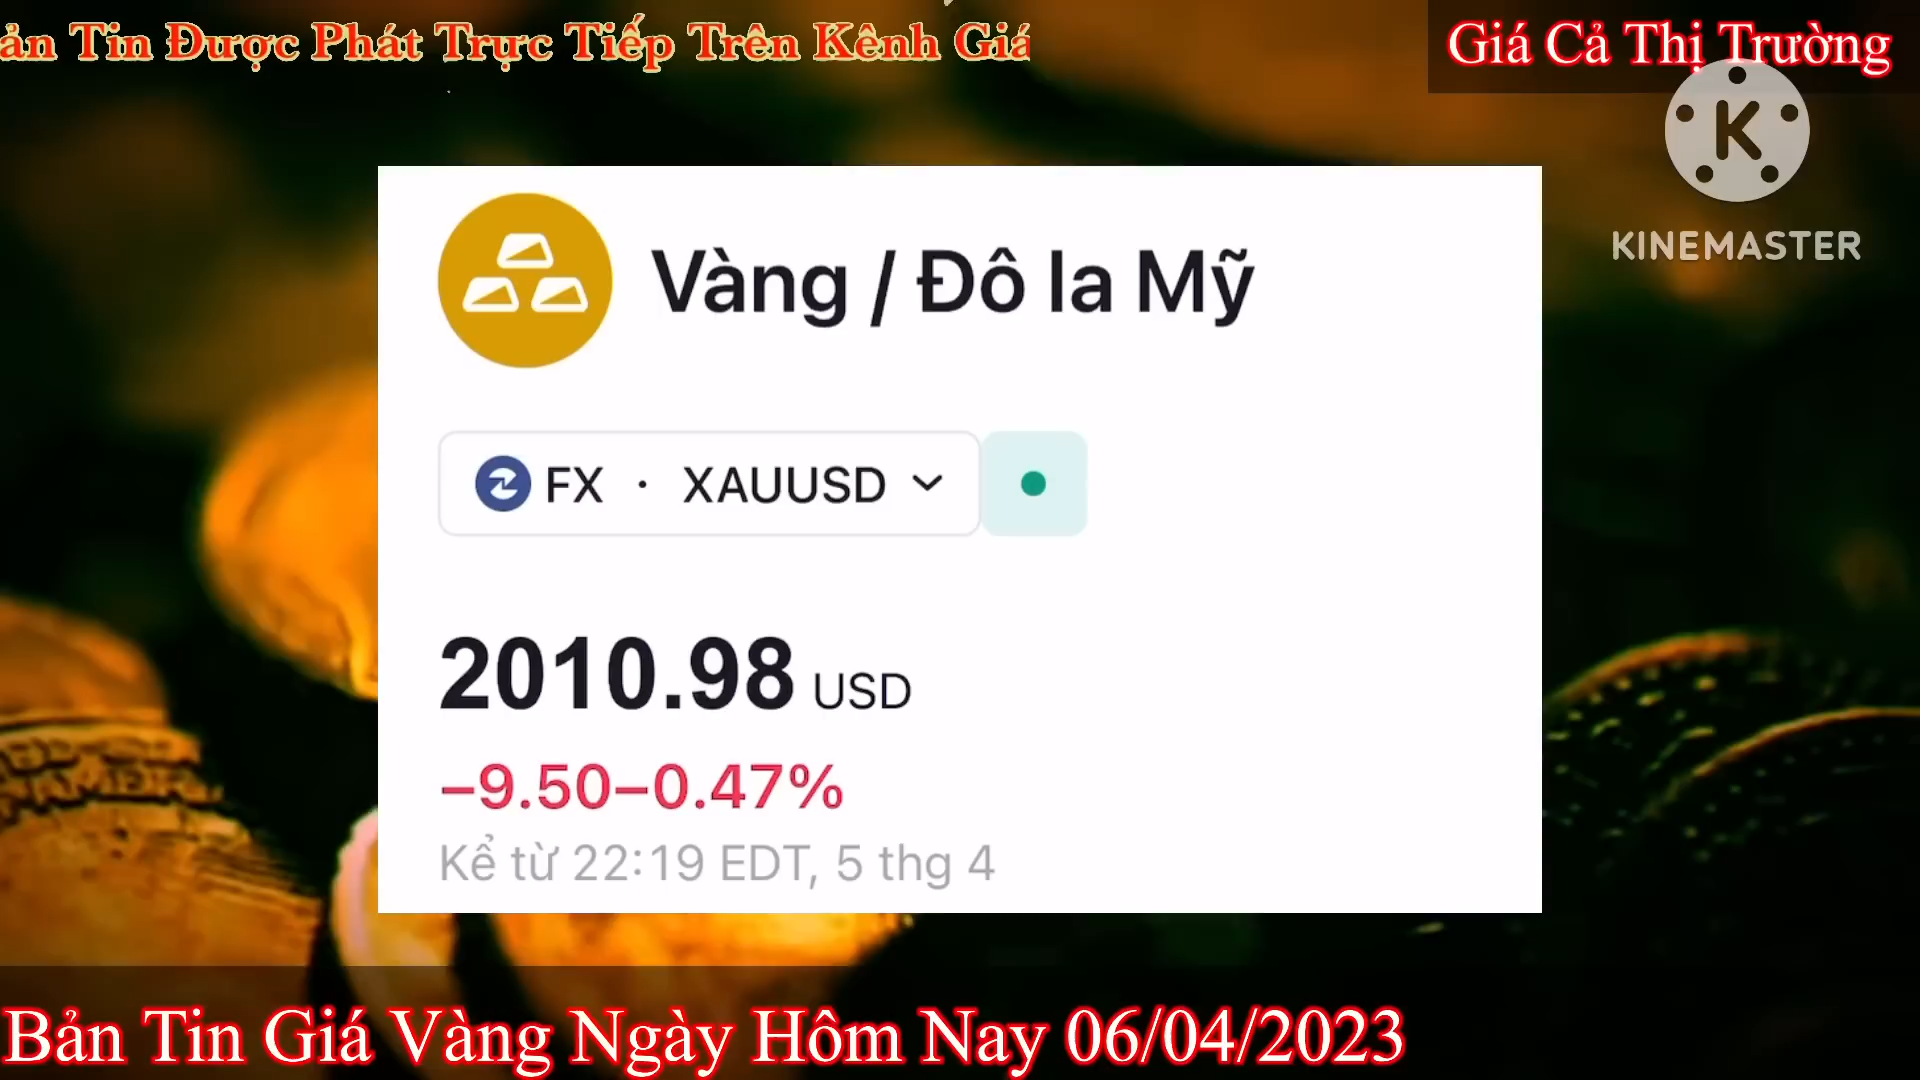 ản Tin Được Phát Trực Tiếp Trên Kênh Giá
Giá Cả Thị Trường
K
KINEMASTER
Vàng / Đô la Mỹ
FX · XAUUSD
2010.98 USD
−9.50−0.47%
Kể từ 22:19 EDT, 5 thg 4
Bản Tin Giá Vàng Ngày Hôm Nay 06/04/2023